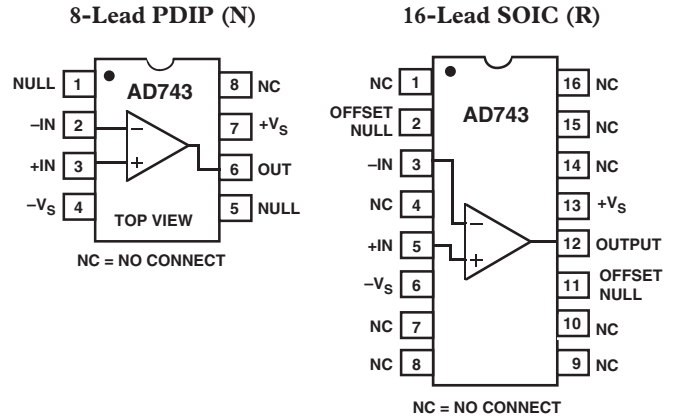 8-Lead PDIP (N)
NULL 1
AD743
8 NC
–IN 2
–
7 +VS
+IN 3
+
6 OUT
–VS 4
TOP VIEW
5 NULL
NC = NO CONNECT
16-Lead SOIC (R)
NC 1
16 NC
OFFSET
NULL 2
AD743
15 NC
–IN 3
14 NC
NC 4
–
13 +VS
+IN 5
+
12 OUTPUT
–VS 6
11 OFFSET
NULL
NC 7
10 NC
NC 8
9 NC
NC = NO CONNECT